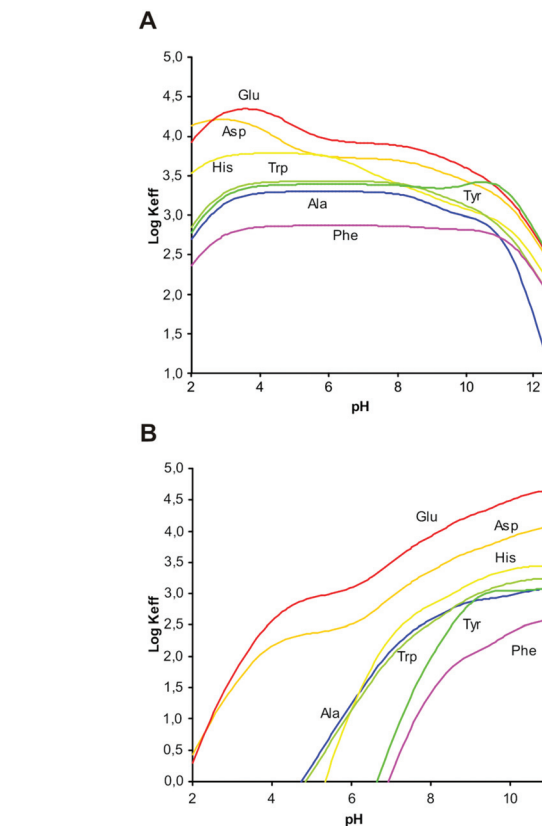 A
5,0
4,5
4,0
3,5
3,0
2,5
2,0
1,5
1,0
Log Keff
Glu
Asp
His
Trp
Tyr
Ala
Phe
2
4
6
8
10
12
pH
B
5,0
4,5
4,0
3,5
3,0
2,5
2,0
1,5
1,0
0,5
0,0
Log Keff
Glu
Asp
His
Tyr
Trp
Phe
Ala
2
4
6
8
10
pH